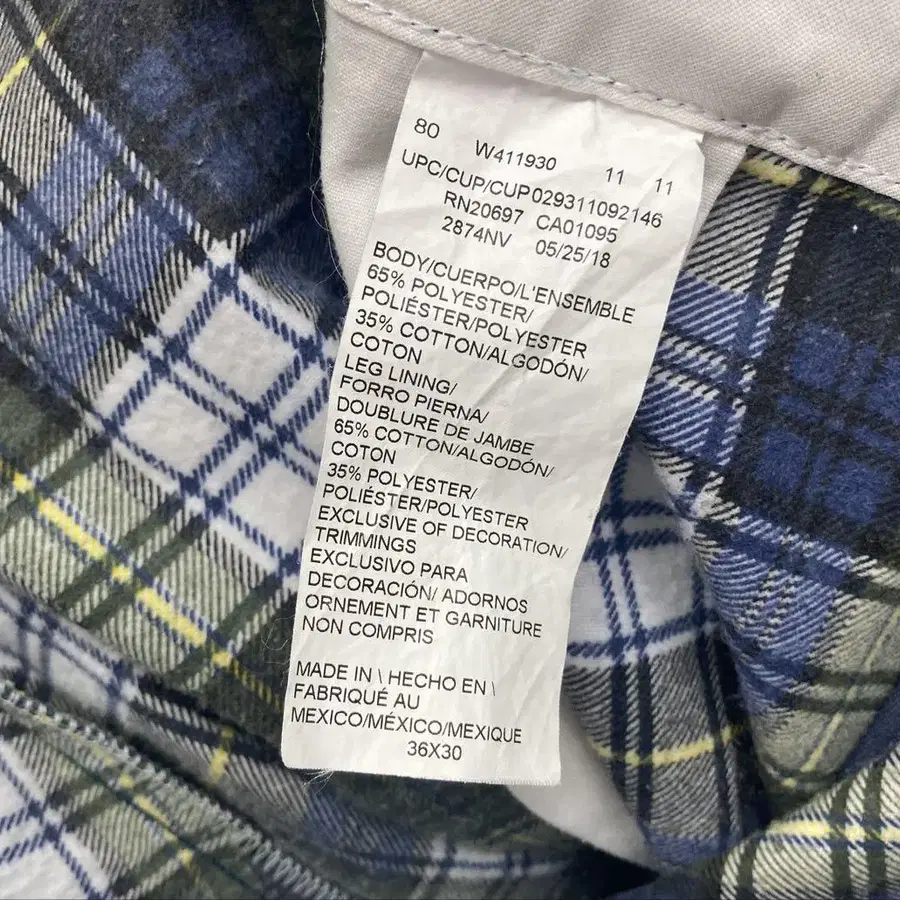 80 W411930 11 11
UPC/CUP/CUP029311092146
RN20697 CA01095
2874NV 05/25/18
BODY/CUERPO/L'ENSEMBLE
65% POLYESTER/
POLIÉSTER/POLYESTER
35% COTTON/ALGODÓN/
COTON
LEG LINING/
FORRO PIERNA/
DOUBLURE DE JAMBE
65% COTTON/ALGODÓN/
COTON
35% POLYESTER/
POLIÉSTER/POLYESTER
EXCLUSIVE OF DECORATION/
TRIMMINGS
EXCLUSIVO PARA
DECORACIÓN/ ADORNOS
ORNEMENT ET GARNITURE
NON COMPRIS
MADE IN \ HECHO EN \
FABRIQUÉ AU
MEXICO/MÉXICO/MEXIQUE
36X30